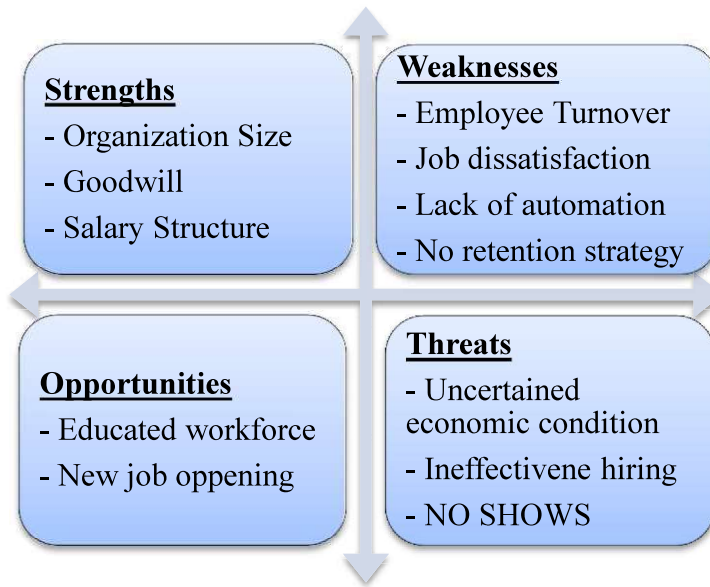 Strengths
- Organization Size
- Goodwill
- Salary Structure
Weaknesses
- Employee Turnover
- Job dissatisfaction
- Lack of automation
- No retention strategy
Opportunities
- Educated workforce
- New job oppening
Threats
- Uncertained
economic condition
- Ineffectivene hiring
- NO SHOWS